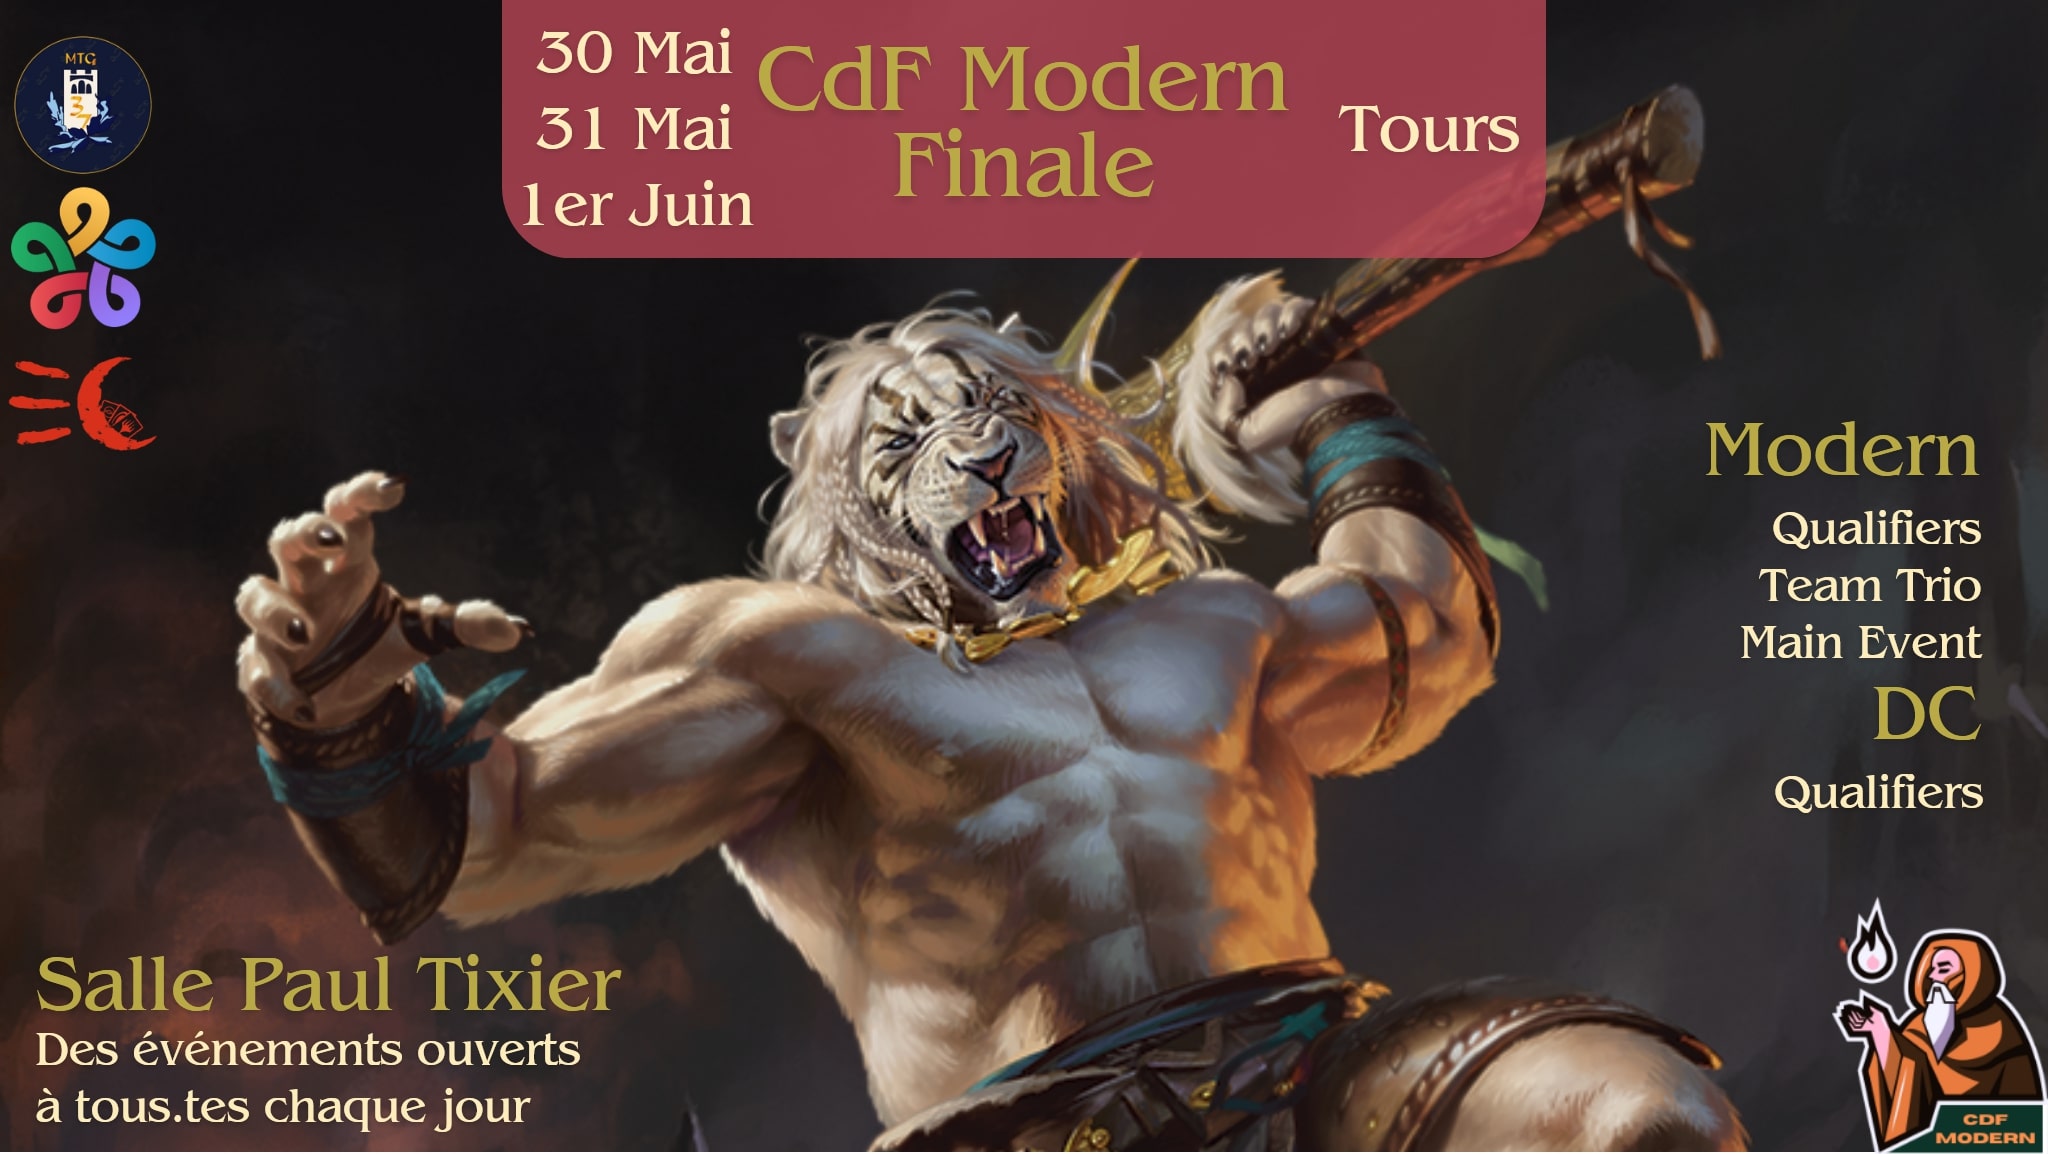 MTG
37
30 Mai
31 Mai
1er Juin
CdF Modern
Finale
Tours
Modern
Qualifiers
Team Trio
Main Event
DC
Qualifiers
Salle Paul Tixier
Des événements ouverts
à tous.tes chaque jour
CDF
MODERN